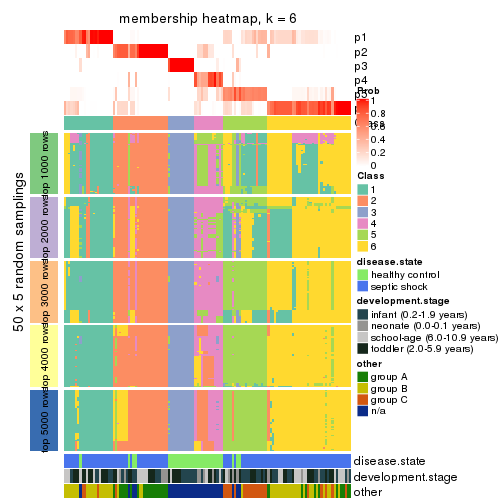 membership heatmap, k = 6
p1
p2
p3
p4
p5
Prob
1
0.8
0.6
0.4
0.2
0
Class
1
2
3
4
5
6
disease.state
healthy control
septic shock
development.stage
infant (0.2-1.9 years)
neonate (0.0-0.1 years)
school-age (6.0-10.9 years)
toddler (2.0-5.9 years)
other
group A
group B
group C
n/a
50 x 5 random samplings
top 1000 rows
top 2000 rows
top 3000 rows
top 4000 rows
top 5000 rows
disease.state
development.stage
other